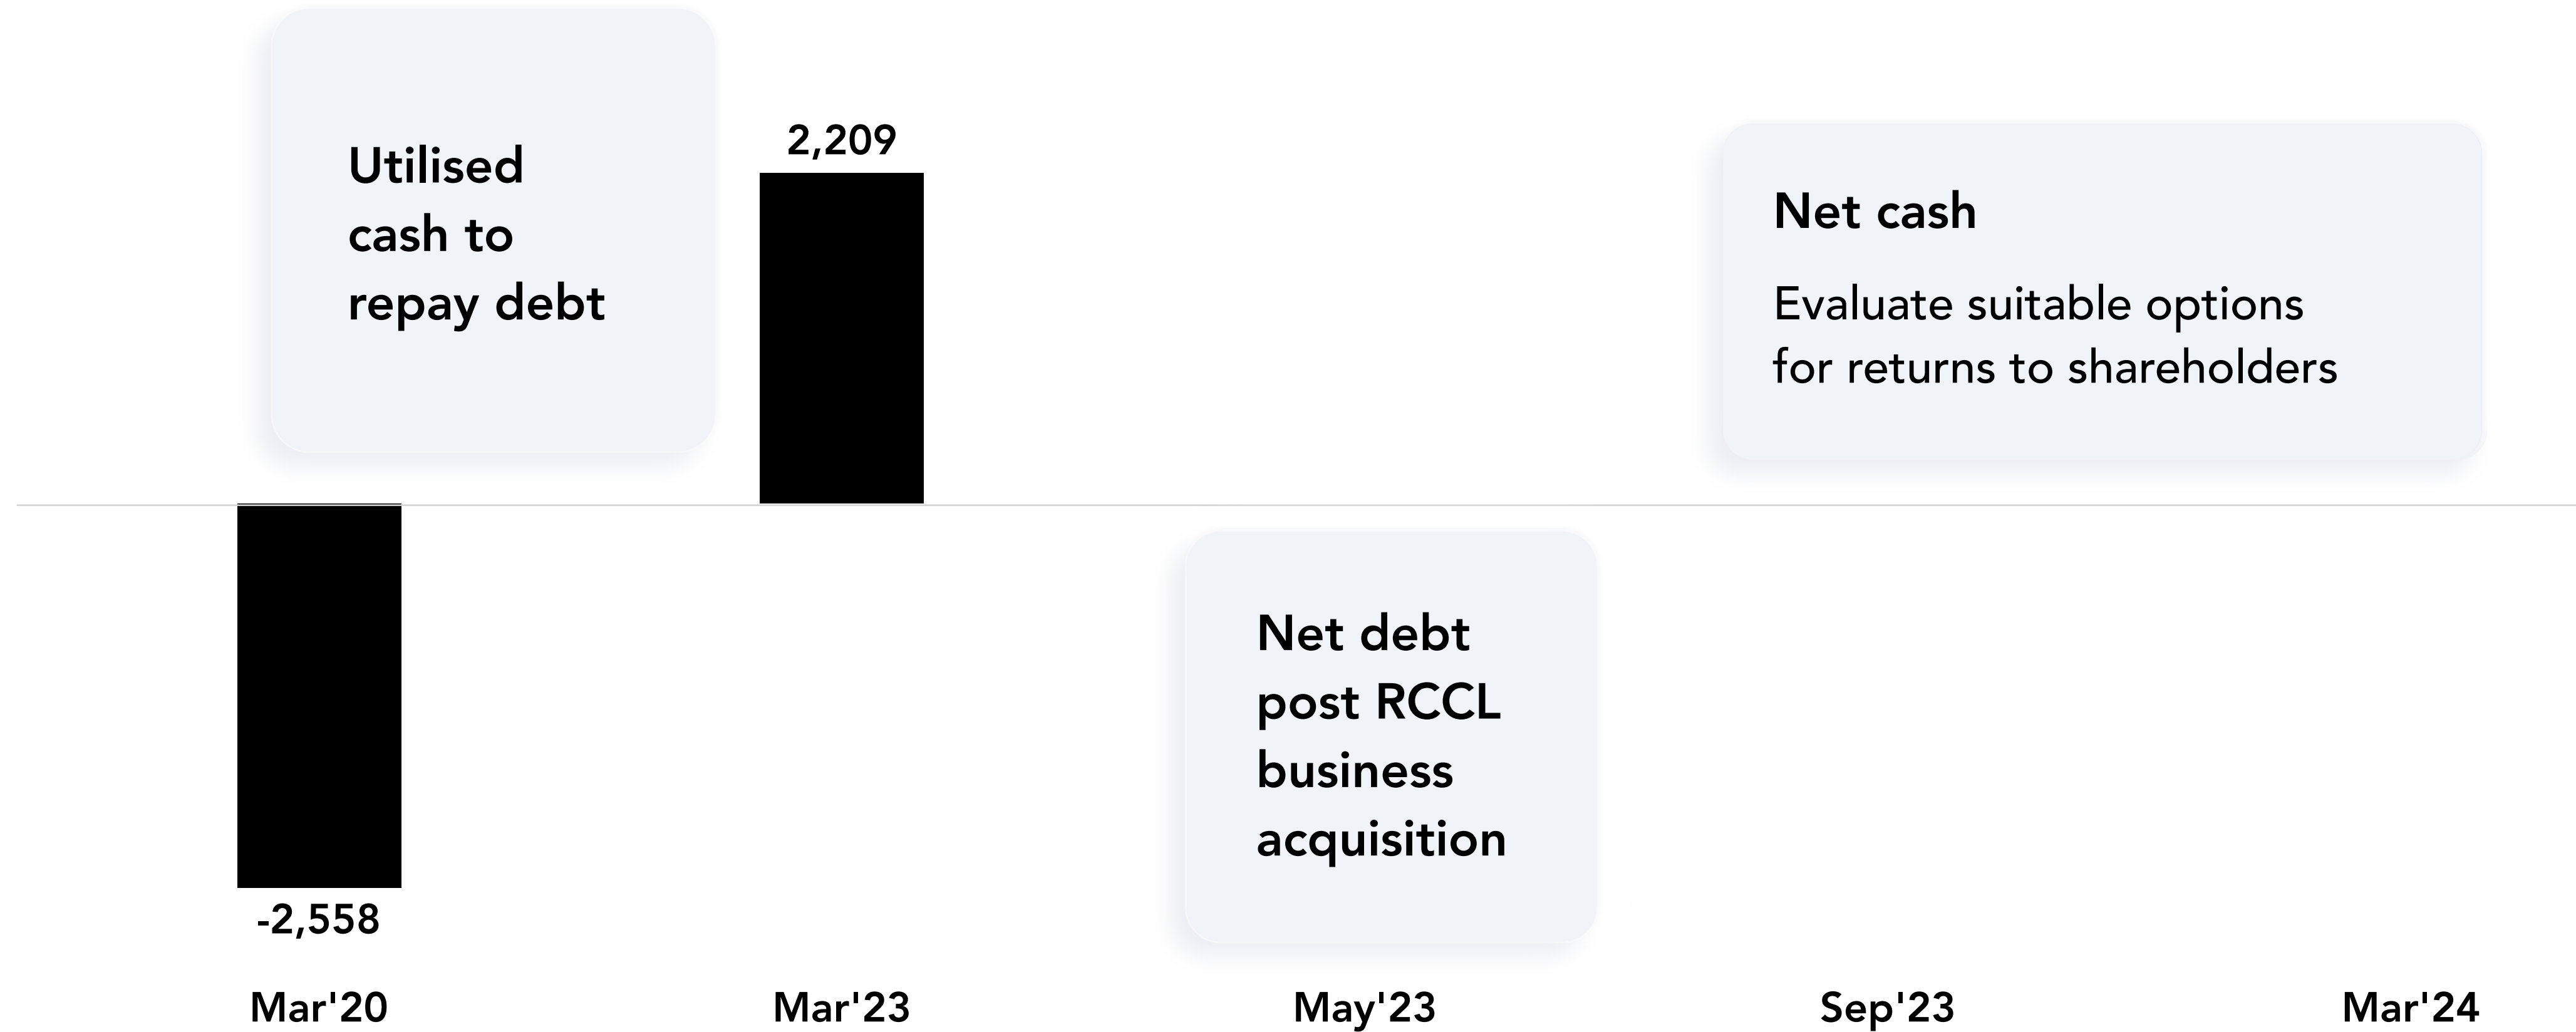 Utilised
cash to
repay debt
2,209
Net cash
Evaluate suitable options
for returns to shareholders
Net debt
post RCCL
business
acquisition
-2,558
Mar'20
Mar'23
May'23
Sep'23
Mar'24